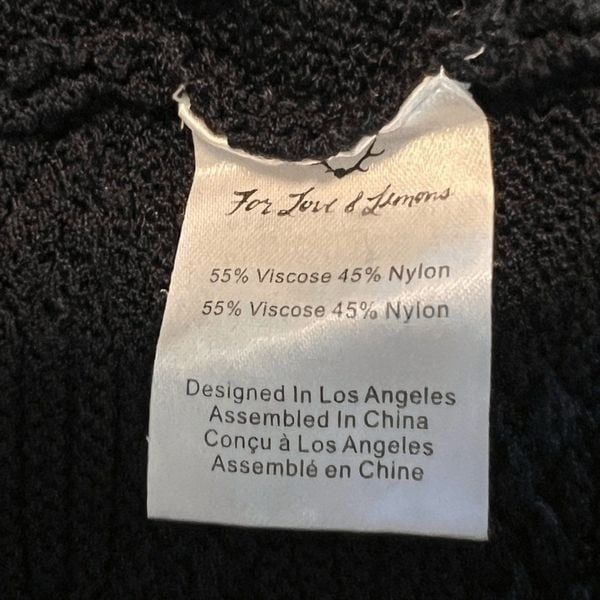 For Love & Lemons
55% Viscose 45% Nylon
55% Viscose 45% Nylon
Designed In Los Angeles
Assembled In China
Conçu à Los Angeles
Assemblé en Chine